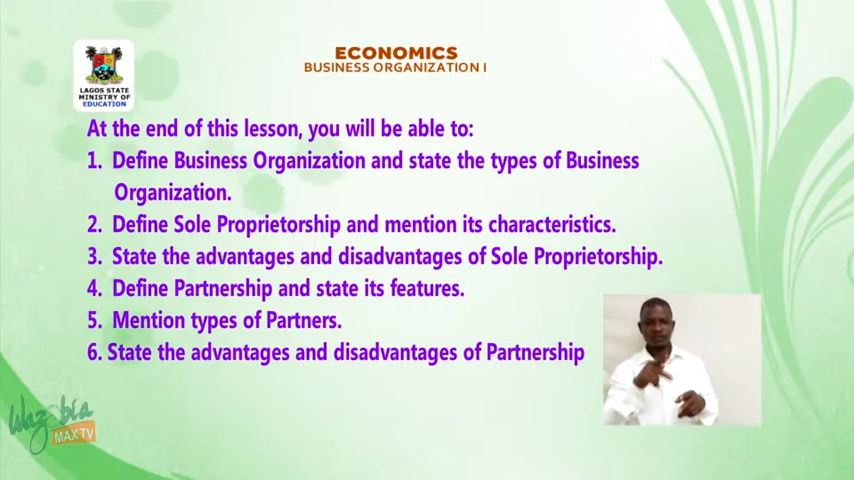 ECONOMICS
BUSINESS ORGANIZATION I
LAGOS STATE
MINISTRY OF
EDUCATION
At the end of this lesson, you will be able to:
1. Define Business Organization and state the types of Business
Organization.
2. Define Sole Proprietorship and mention its characteristics.
3. State the advantages and disadvantages of Sole Proprietorship.
4. Define Partnership and state its features.
5. Mention types of Partners.
6. State the advantages and disadvantages of Partnership
Wazobia
MAX TV